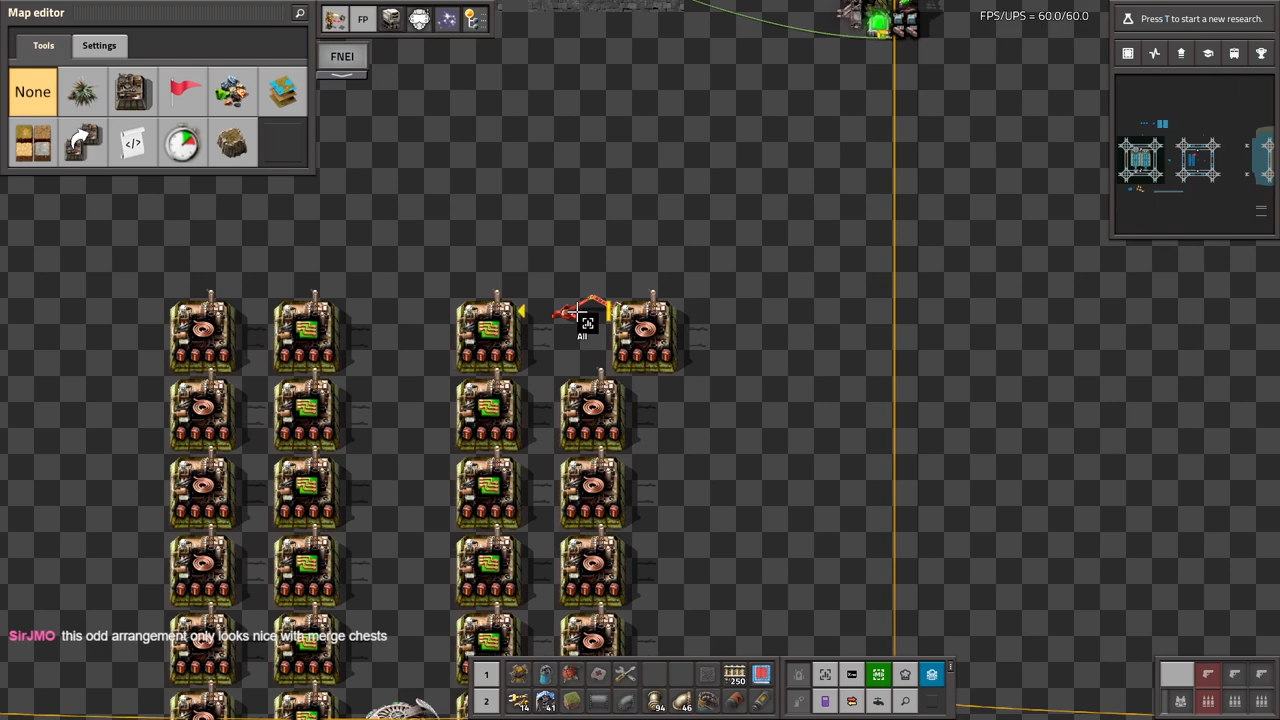 Map editor
FP
FPS/UPS = 60.0/60.0
Press T to start a new research.
Tools
Settings
FNEI
None
</>
All
SirJMO this odd arrangement only looks nice with merge chests
1
250
2
14
41
94
46